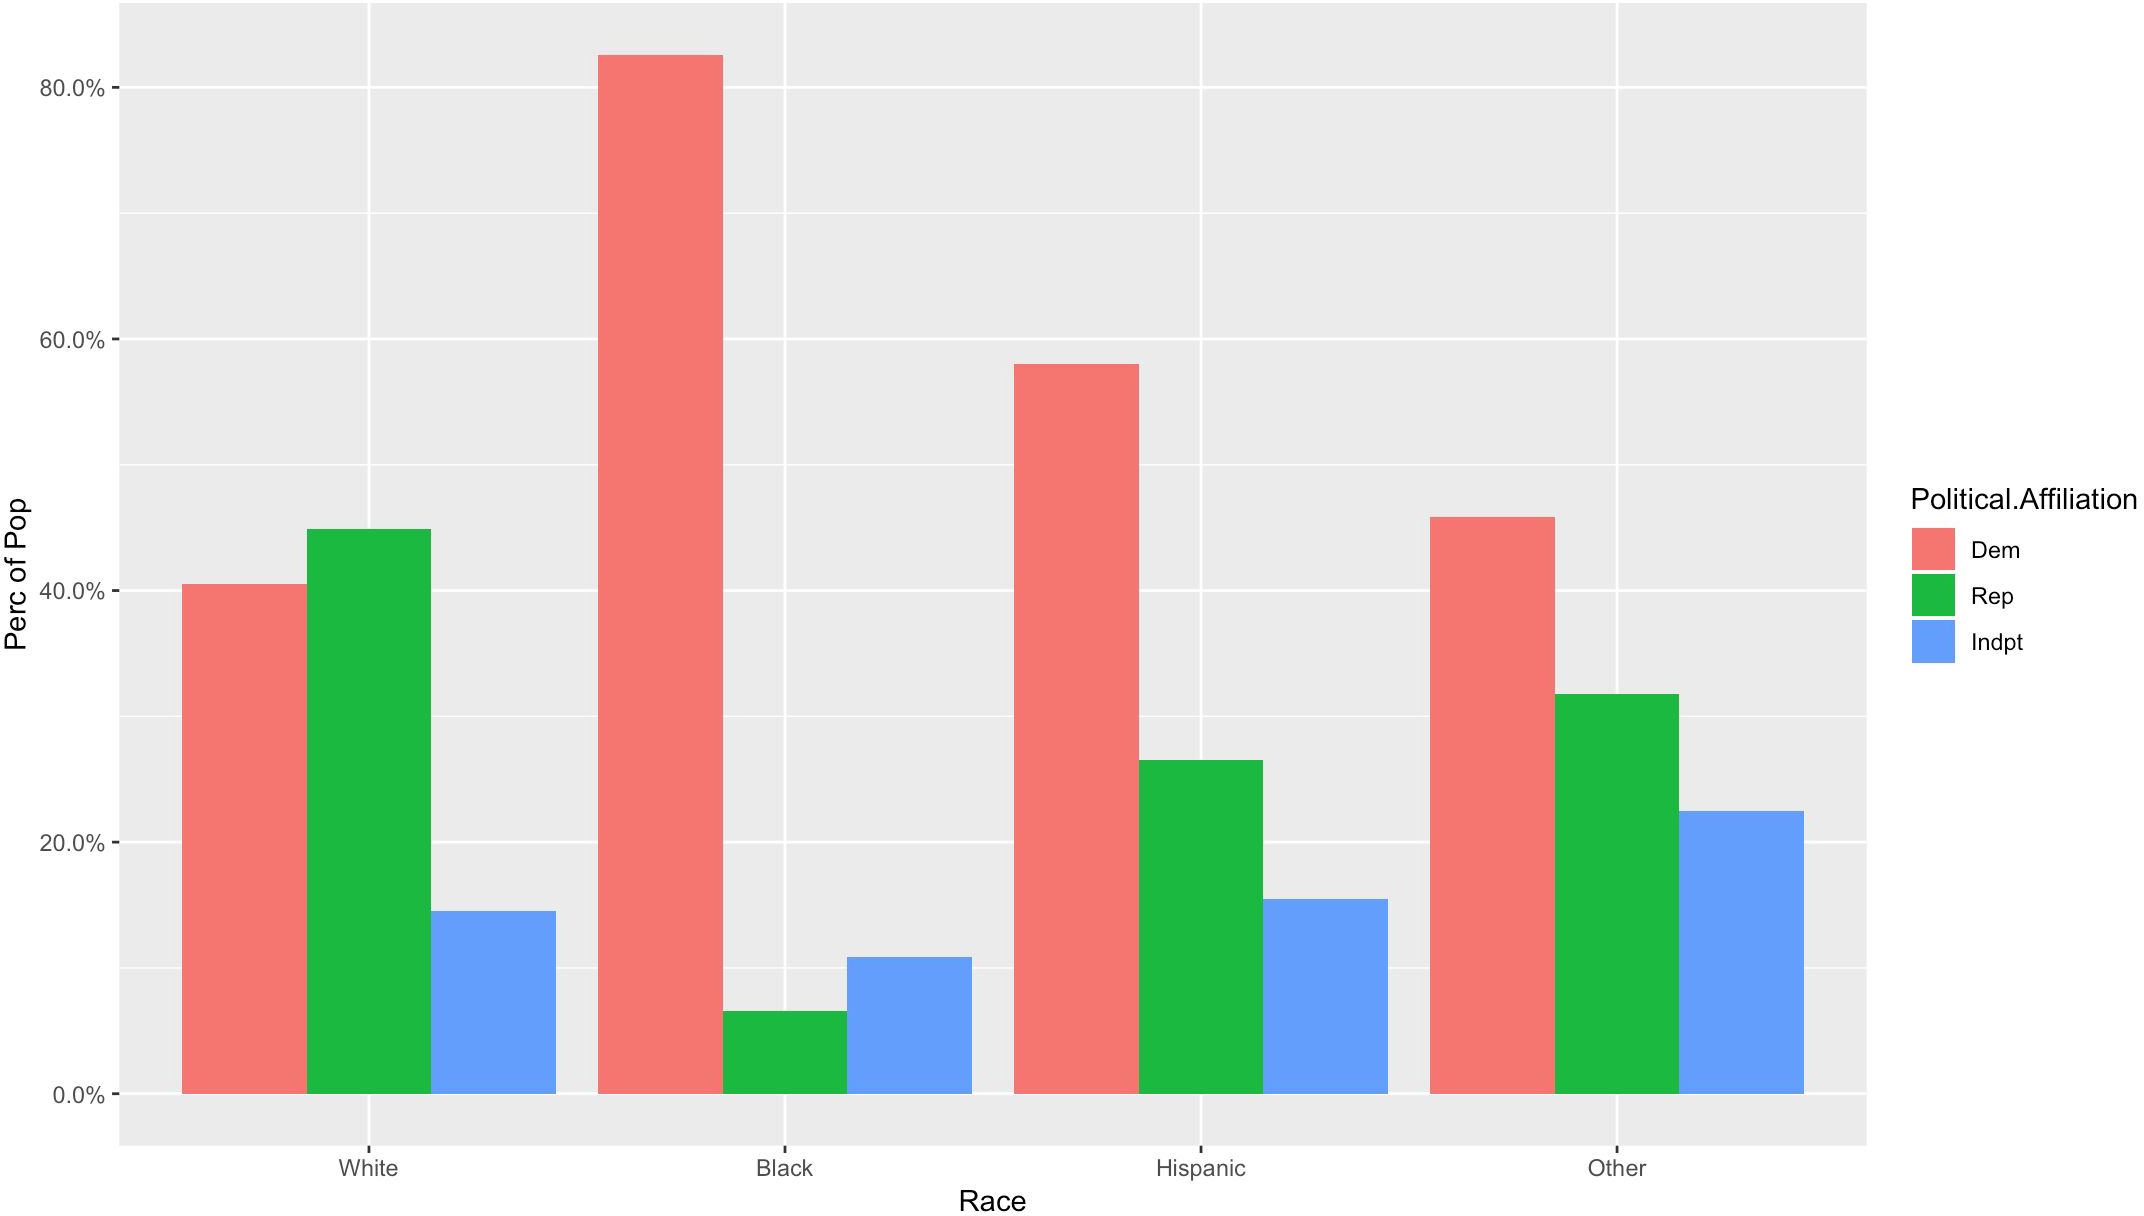 80.0%
60.0%
40.0%
20.0%
0.0%
Perc of Pop
White
Black
Hispanic
Other
Race
Political.Affiliation
Dem
Rep
Indpt